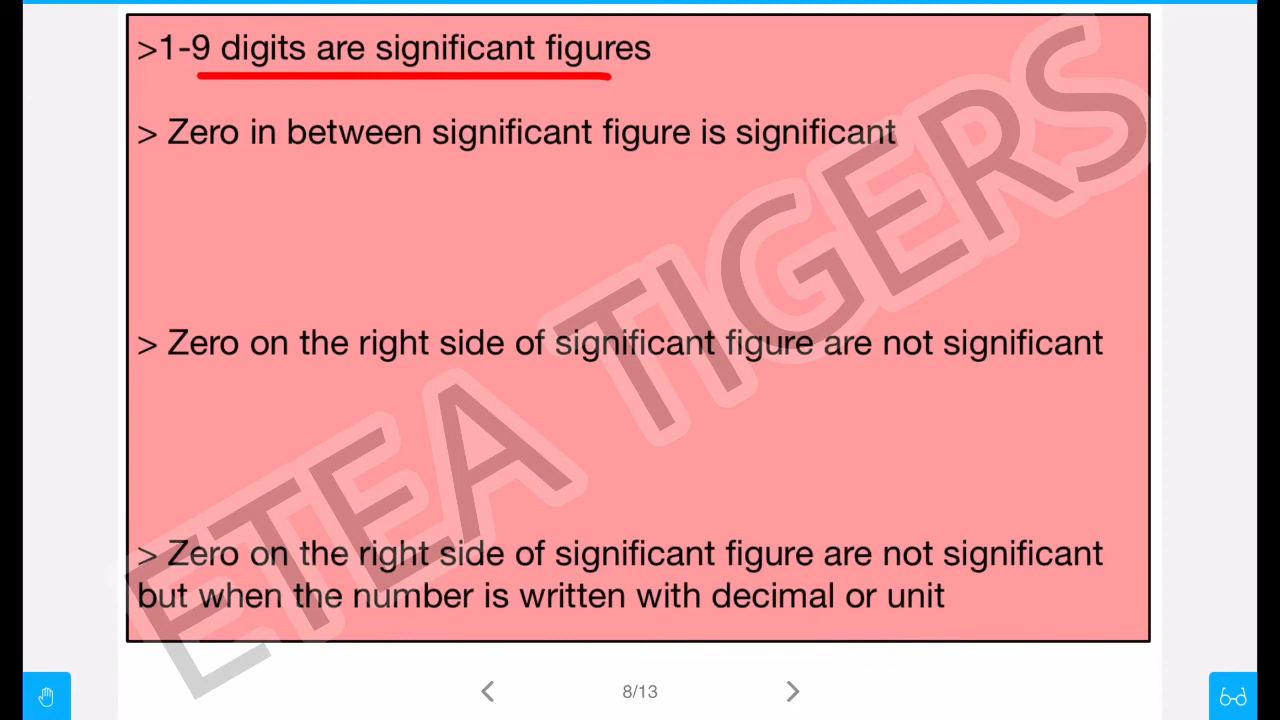 >1-9 digits are significant figures
> Zero in between significant figure is significant
> Zero on the right side of significant figure are not significant
> Zero on the right side of significant figure are not significant
but when the number is written with decimal or unit
ETEA TIGERS
8/13